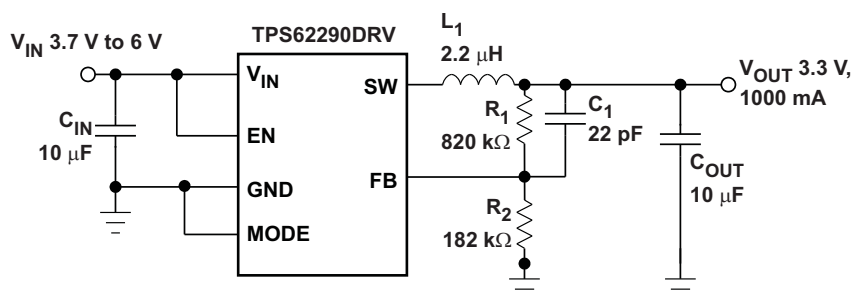 TPS62290DRV
V_IN 3.7 V to 6 V
V_IN
EN
GND
MODE
SW
FB
C_IN
10 μF
L_1
2.2 μH
R_1
820 kΩ
C_1
22 pF
R_2
182 kΩ
V_OUT 3.3 V,
1000 mA
C_OUT
10 μF